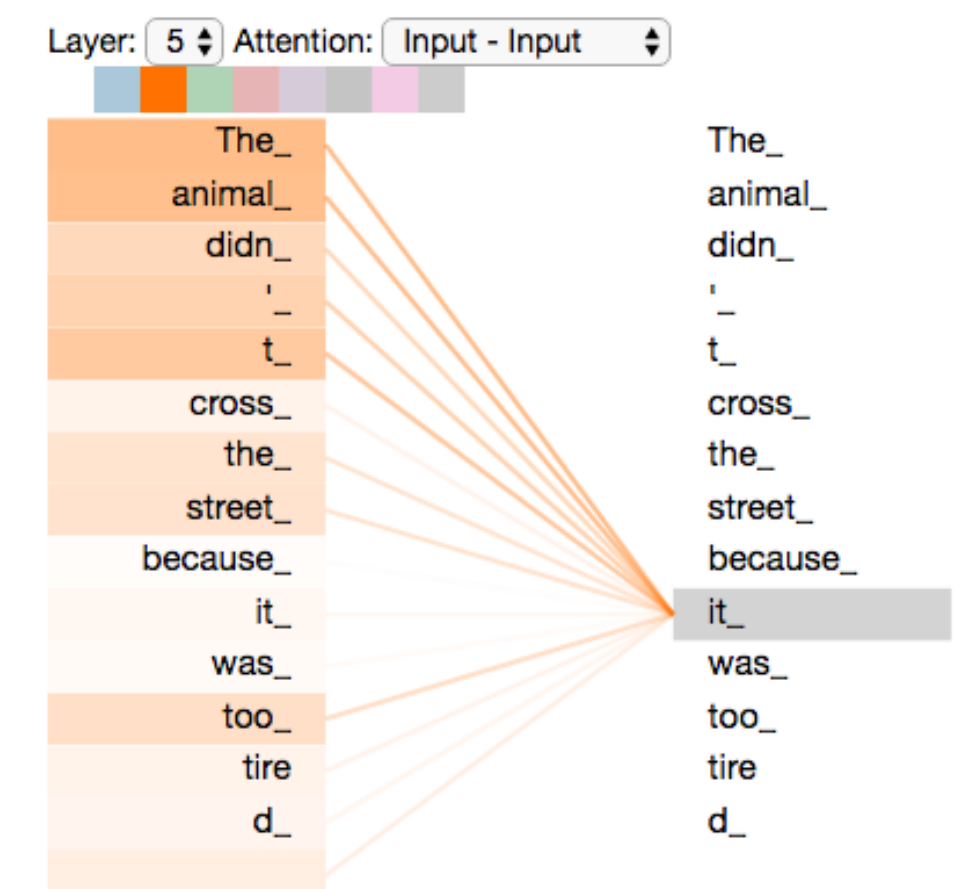 Layer: 5 Attention: Input - Input
The_ The_
animal_ animal_
didn_ didn_
'_ '_
t_ t_
cross_ cross_
the_ the_
street_ street_
because_ because_
it_ it_
was_ was_
too_ too_
tire tire
d_ d_